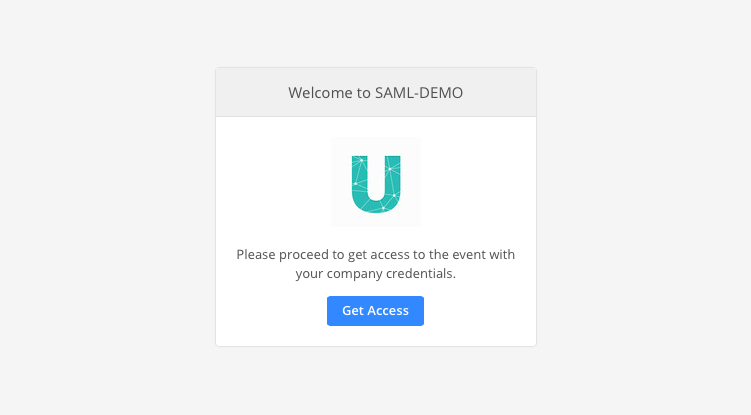 Welcome to SAML-DEMO
U
Please proceed to get access to the event with
your company credentials.
Get Access